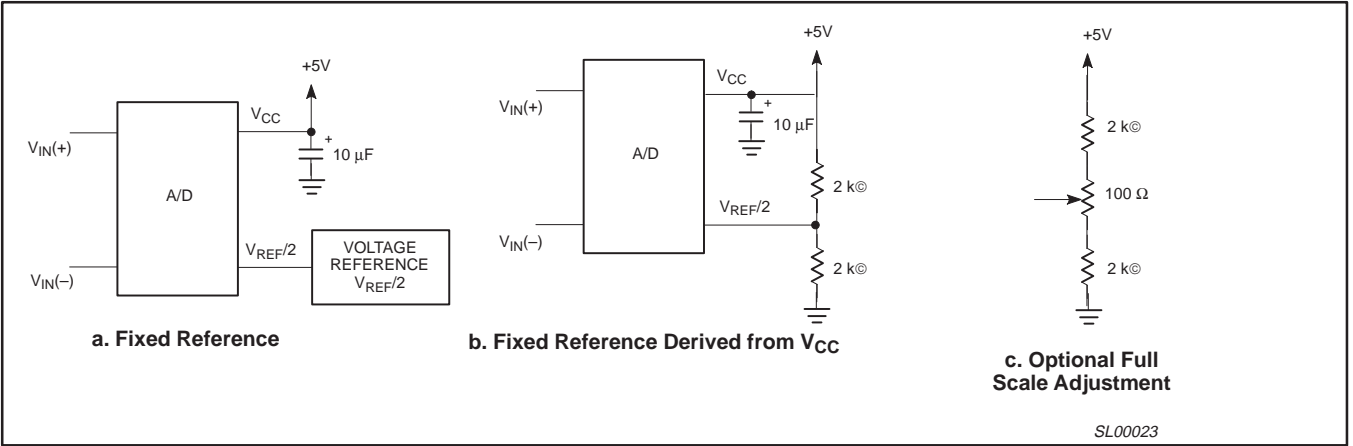 +5V
VCC
VIN(+)
+
10 μF
A/D
VREF/2
VIN(–)
VOLTAGE
REFERENCE
VREF/2
a. Fixed Reference
+5V
VCC
VIN(+)
+
10 μF
A/D
2 k©
VREF/2
VIN(–)
2 k©
b. Fixed Reference Derived from VCC
+5V
2 k©
100 Ω
2 k©
c. Optional Full
Scale Adjustment
SL00023